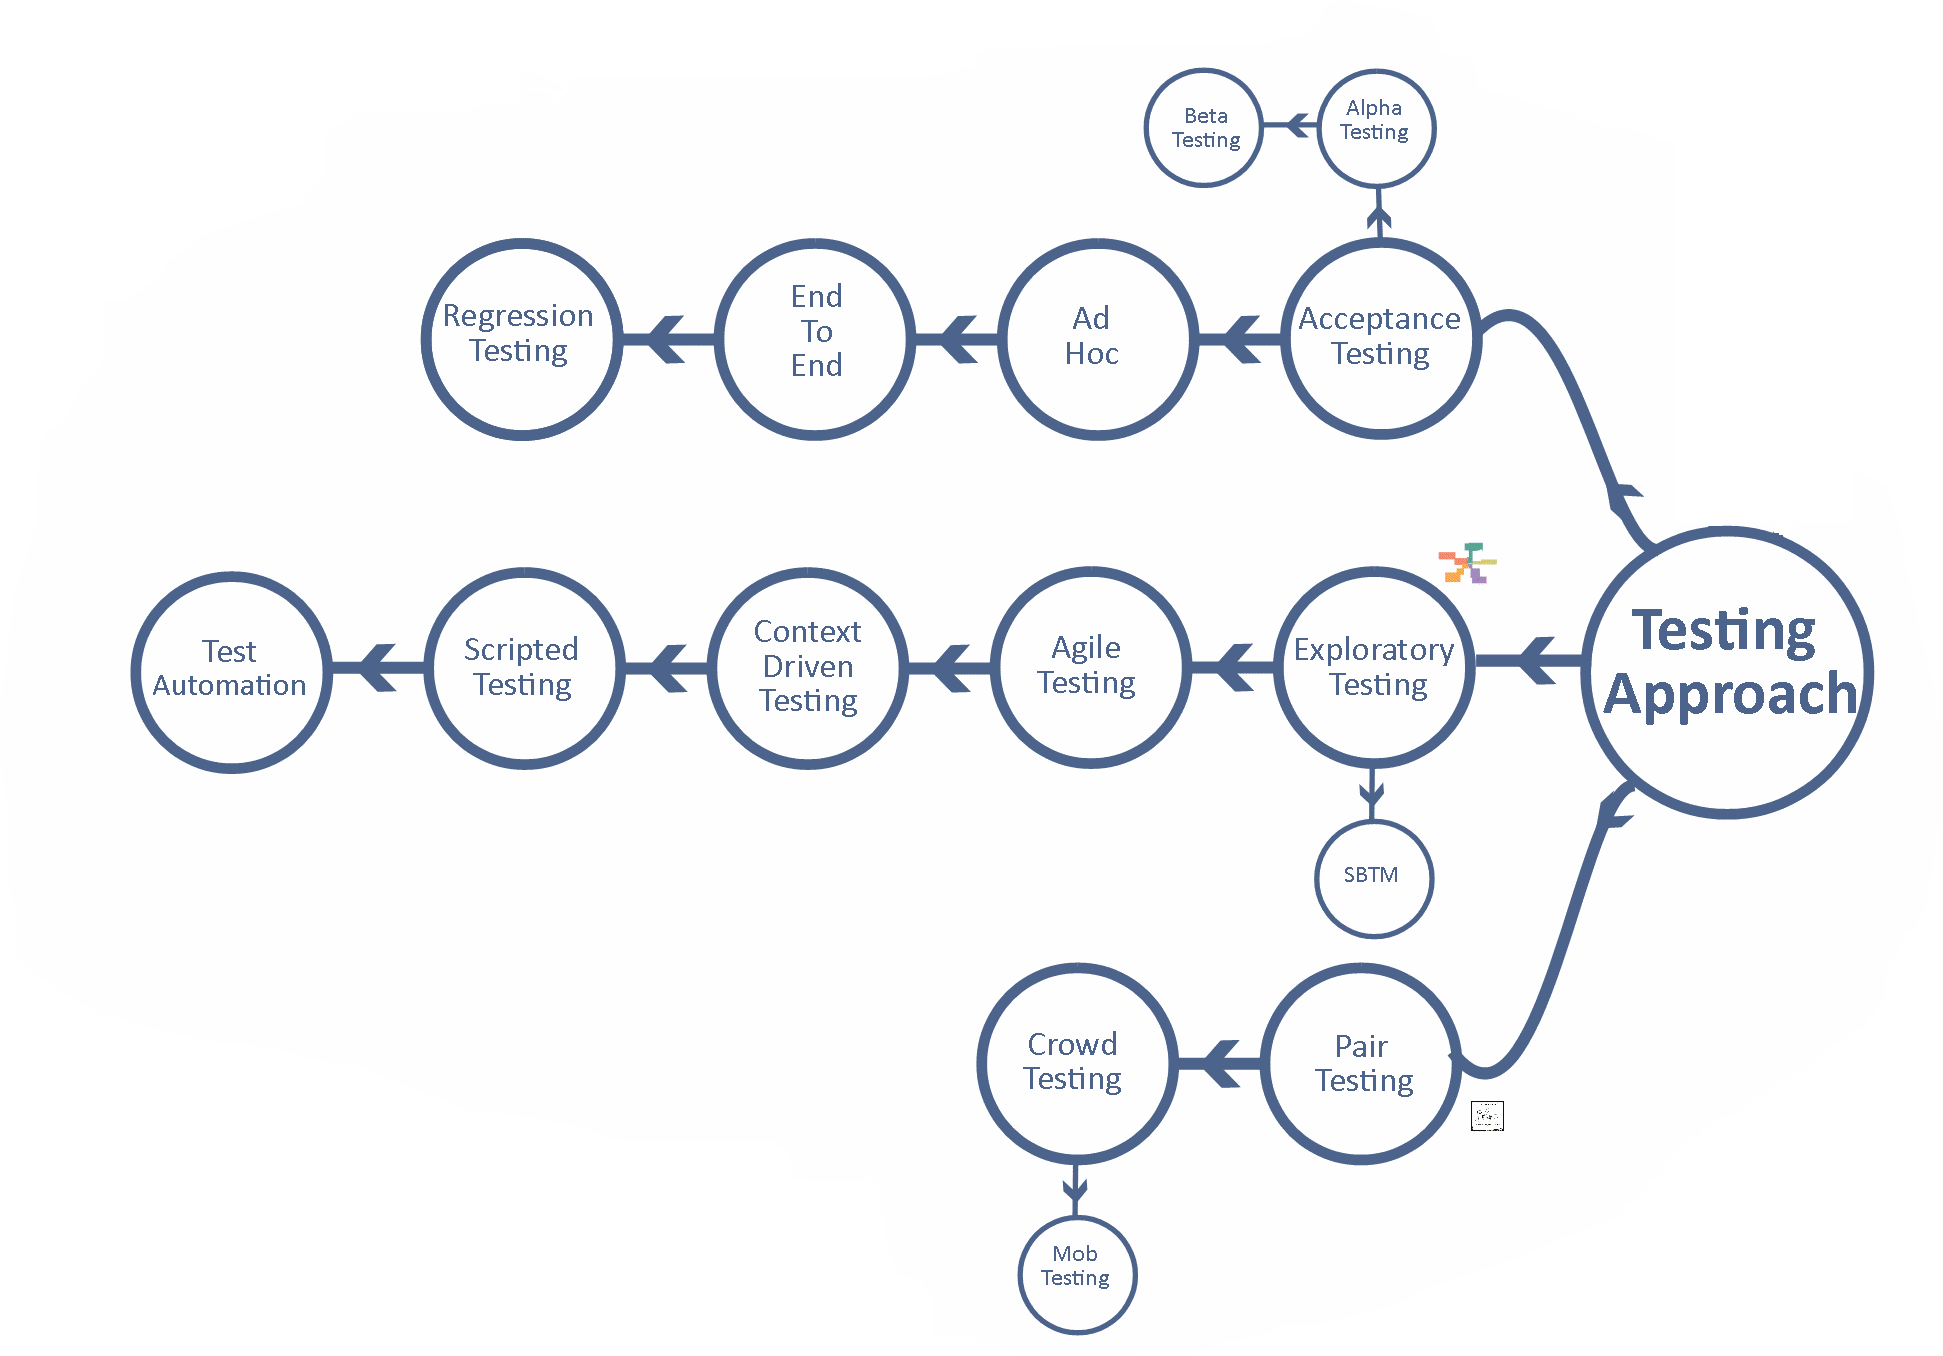 Beta
Testing
Alpha
Testing
Regression
Testing
End
To
End
Ad
Hoc
Acceptance
Testing
Test
Automation
Scripted
Testing
Context
Driven
Testing
Agile
Testing
Exploratory
Testing
Testing
Approach
SBTM
Crowd
Testing
Pair
Testing
Mob
Testing